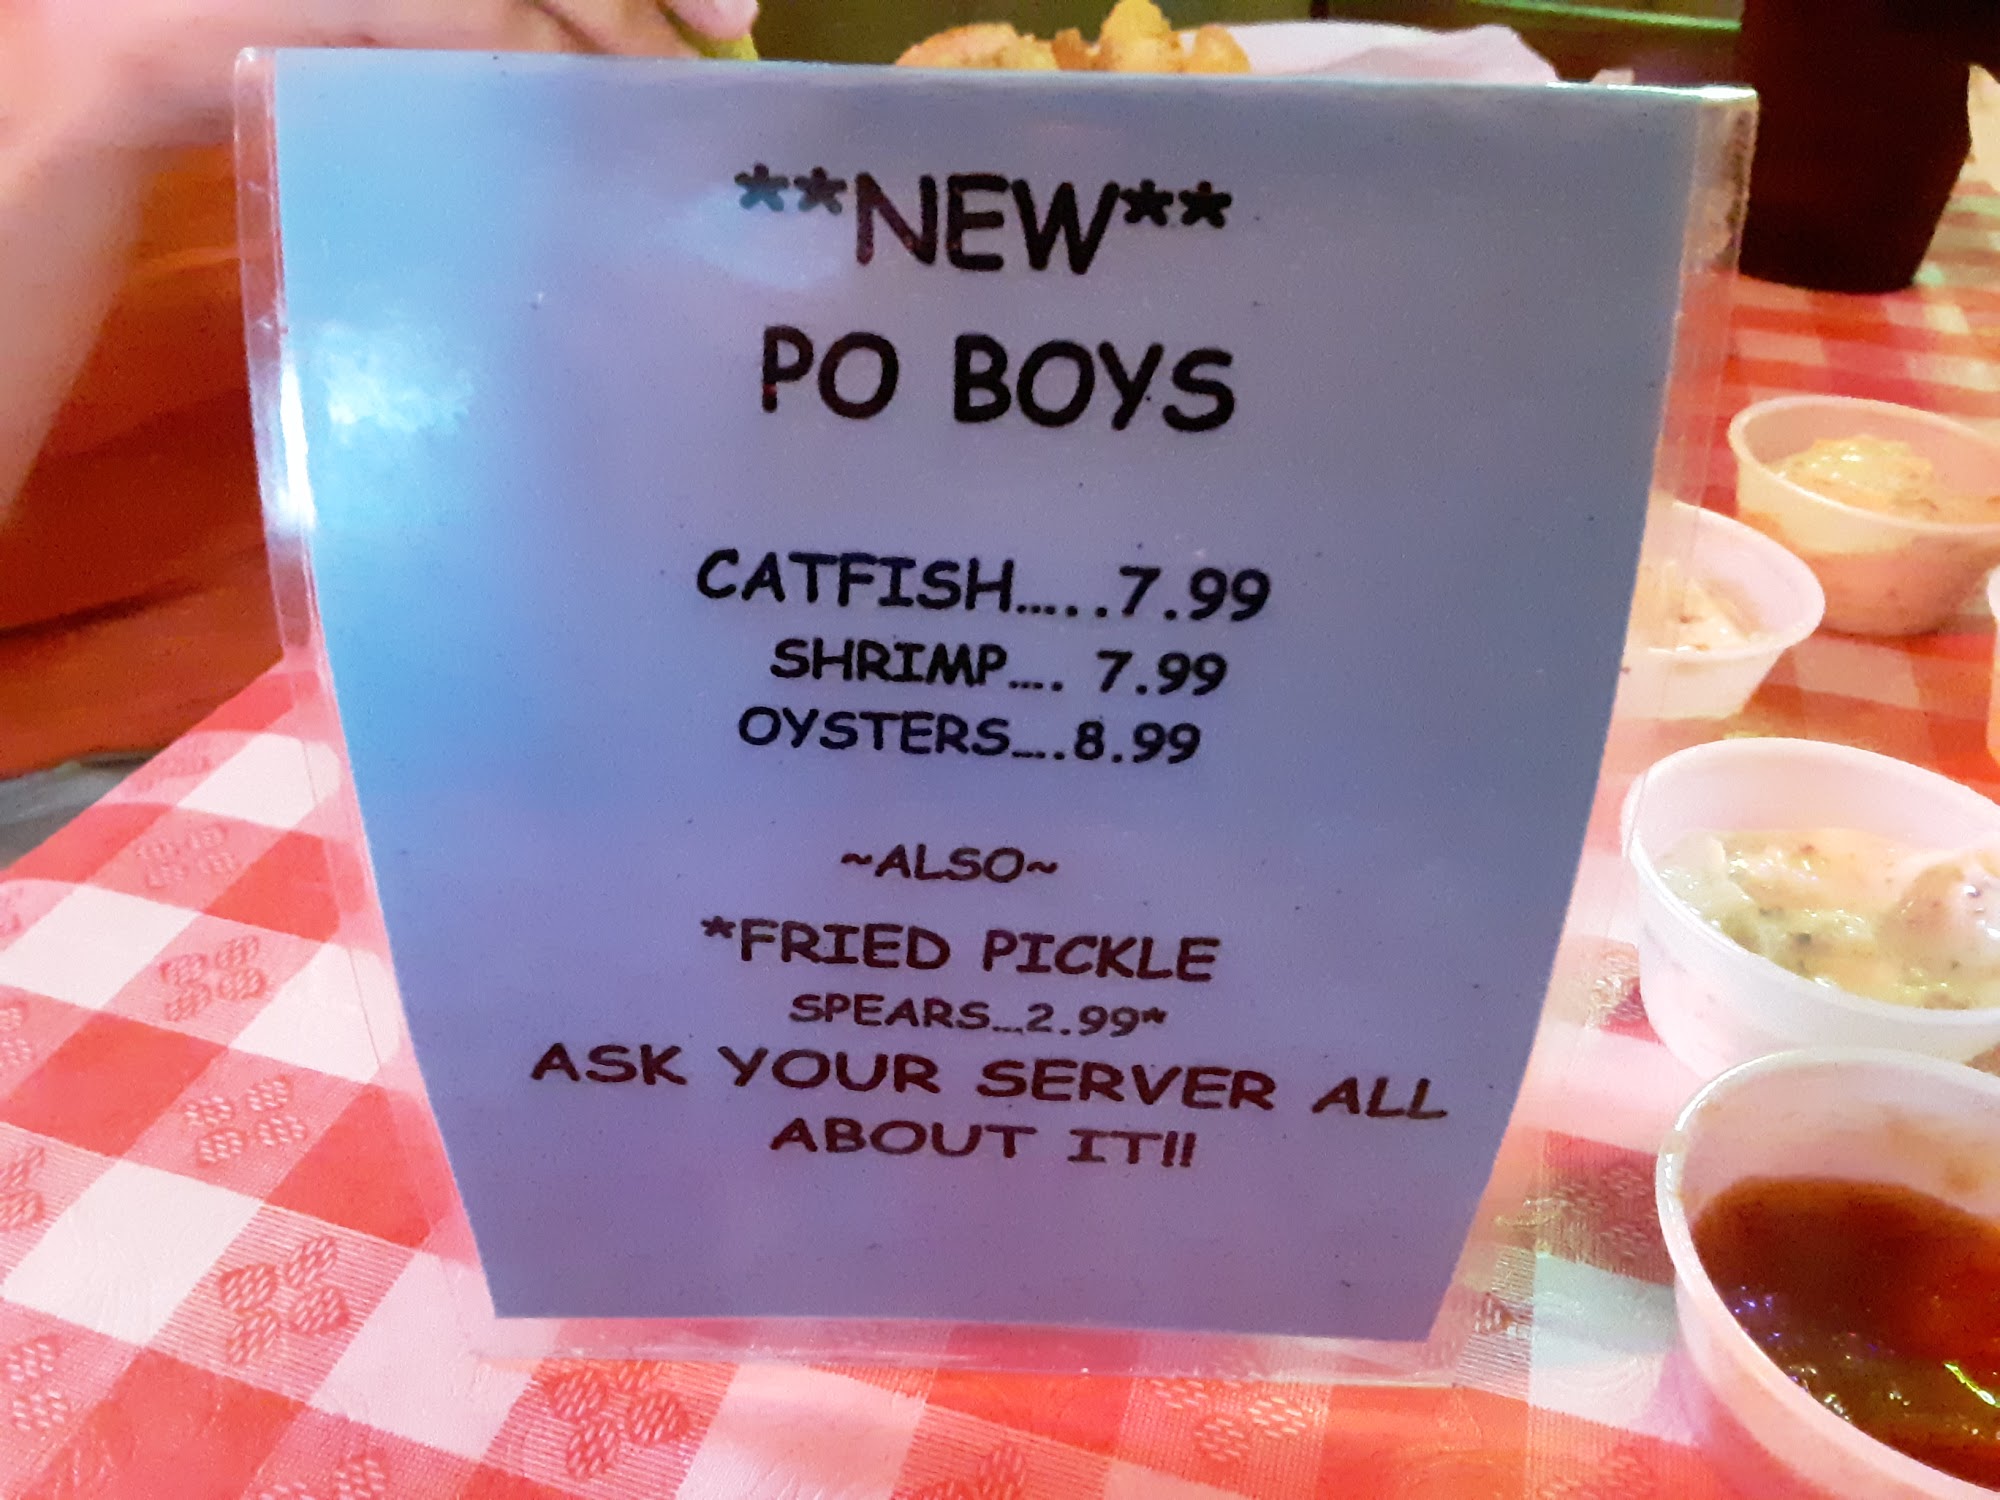 **NEW**
PO BOYS
CATFISH.....7.99
SHRIMP.... 7.99
OYSTERS....8.99
~ALSO~
*FRIED PICKLE
SPEARS...2.99*
ASK YOUR SERVER ALL
ABOUT IT!!